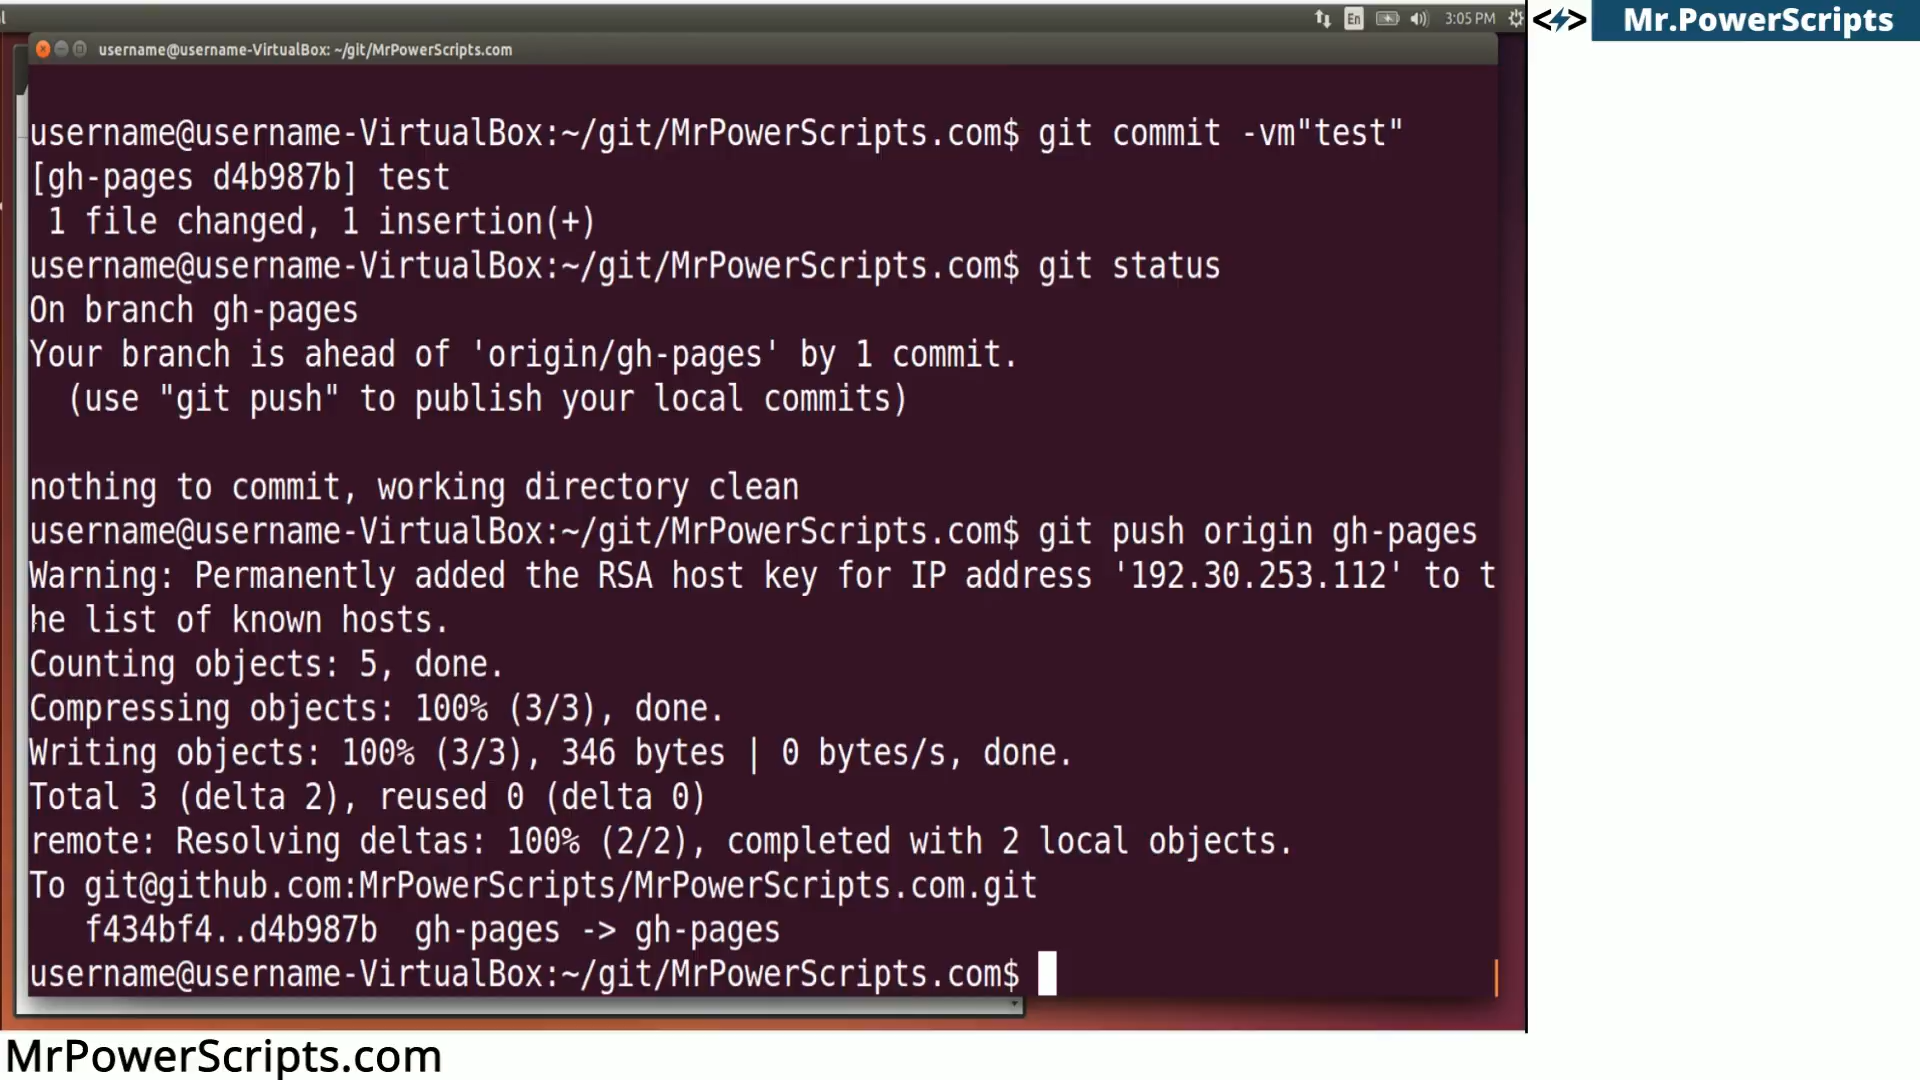 En
3:05 PM
Mr.PowerScripts
username@username-VirtualBox: ~/git/MrPowerScripts.com
username@username-VirtualBox:~/git/MrPowerScripts.com$ git commit -vm"test"
[gh-pages d4b987b] test
 1 file changed, 1 insertion(+)
username@username-VirtualBox:~/git/MrPowerScripts.com$ git status
On branch gh-pages
Your branch is ahead of 'origin/gh-pages' by 1 commit.
  (use "git push" to publish your local commits)
nothing to commit, working directory clean
username@username-VirtualBox:~/git/MrPowerScripts.com$ git push origin gh-pages
Warning: Permanently added the RSA host key for IP address '192.30.253.112' to t
he list of known hosts.
Counting objects: 5, done.
Compressing objects: 100% (3/3), done.
Writing objects: 100% (3/3), 346 bytes | 0 bytes/s, done.
Total 3 (delta 2), reused 0 (delta 0)
remote: Resolving deltas: 100% (2/2), completed with 2 local objects.
To git@github.com:MrPowerScripts/MrPowerScripts.com.git
   f434bf4..d4b987b  gh-pages -> gh-pages
username@username-VirtualBox:~/git/MrPowerScripts.com$
MrPowerScripts.com